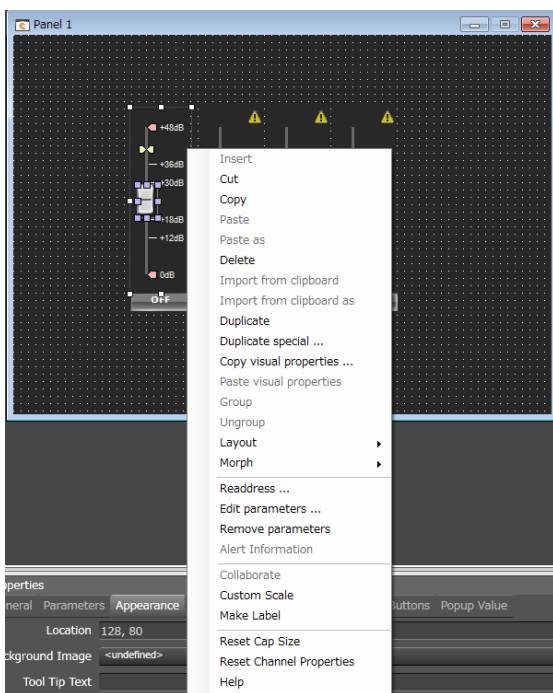 Panel 1
+48dB
+36dB
+30dB
+18dB
+12dB
0dB
OFF
Insert
Cut
Copy
Paste
Paste as
Delete
Import from clipboard
Import from clipboard as
Duplicate
Duplicate special ...
Copy visual properties ...
Paste visual properties
Group
Ungroup
Layout
Morph
Readdress ...
Edit parameters ...
Remove parameters
Alert Information
Collaborate
Custom Scale
Make Label
Reset Cap Size
Reset Channel Properties
Help
operties
neral Parameters Appearance Buttons Popup Value
Location 128, 80
ckground Image <undefined>
Tool Tip Text